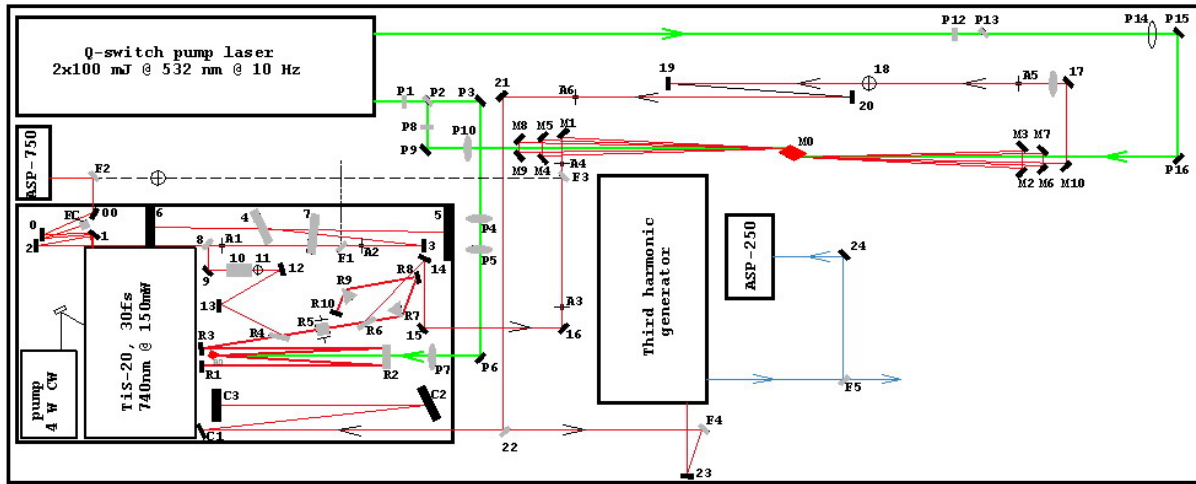 Q-switch pump laser
2x100 mJ @ 532 nm @ 10 Hz
P12
P13
P14
P15
19
18
A5
17
21
A6
20
P1
P2
P3
P8
P9
P10
M8
M5
M1
M9
M4
A4
F3
M0
M3
M7
M2
M6
M10
P16
ASP-750
F2
0
FC
00
2
1
6
4
7
5
8
A1
F1
A2
3
P4
P5
9
10
11
12
14
13
R9
R8
R10
R7
R4
R5
R6
15
A3
16
R3
R1
R2
P7
P6
pump
4 W CW
TiS-20, 30fs
740nm @ 150mW
C3
C2
C1
22
Third harmonic
generator
ASP-250
24
F5
F4
23